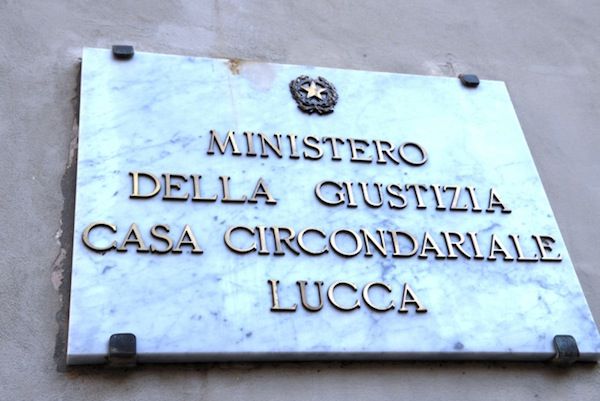 MINISTERO
DELLA GIUSTIZIA
CASA CIRCONDARIALE
LUCCA